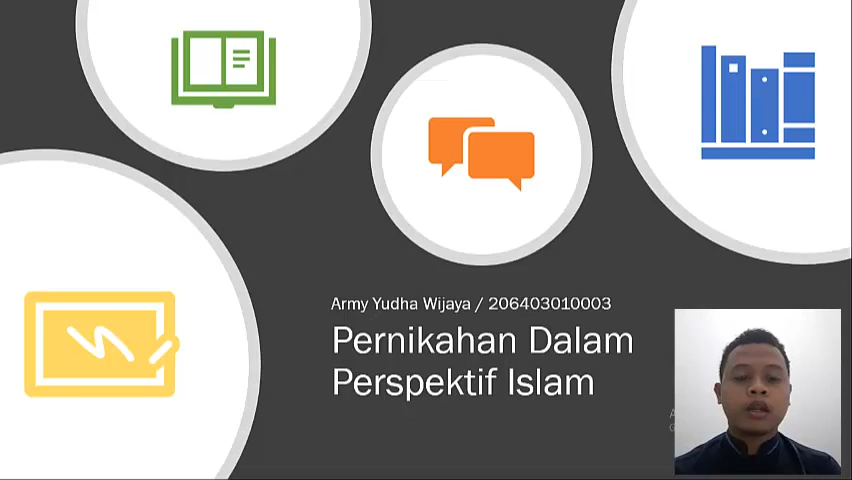 Army Yudha Wijaya / 206403010003
Pernikahan Dalam
Perspektif Islam